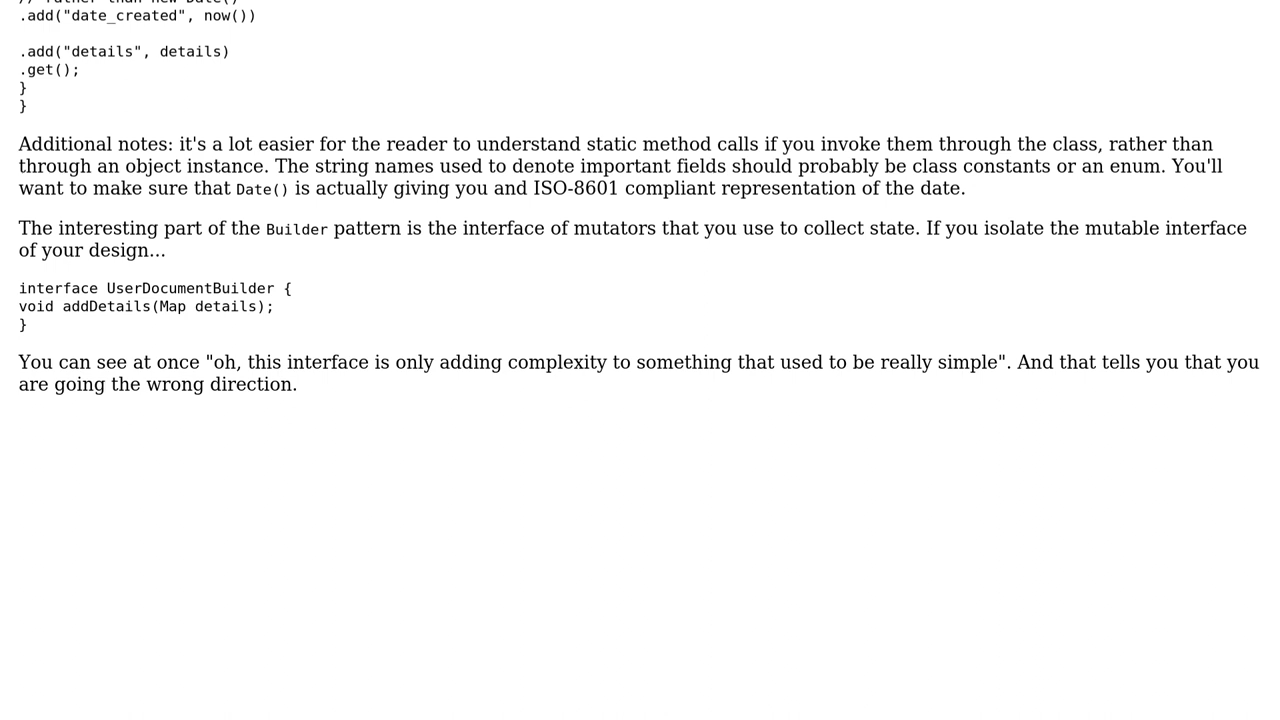 // rather than new Date()
.add("date_created", now())
.add("details", details)
.get();
}
}
Additional notes: it's a lot easier for the reader to understand static method calls if you invoke them through the class, rather than
through an object instance. The string names used to denote important fields should probably be class constants or an enum. You'll
want to make sure that Date() is actually giving you and ISO-8601 compliant representation of the date.
The interesting part of the Builder pattern is the interface of mutators that you use to collect state. If you isolate the mutable interface
of your design...
interface UserDocumentBuilder {
void addDetails(Map details);
}
You can see at once "oh, this interface is only adding complexity to something that used to be really simple". And that tells you that you
are going the wrong direction.